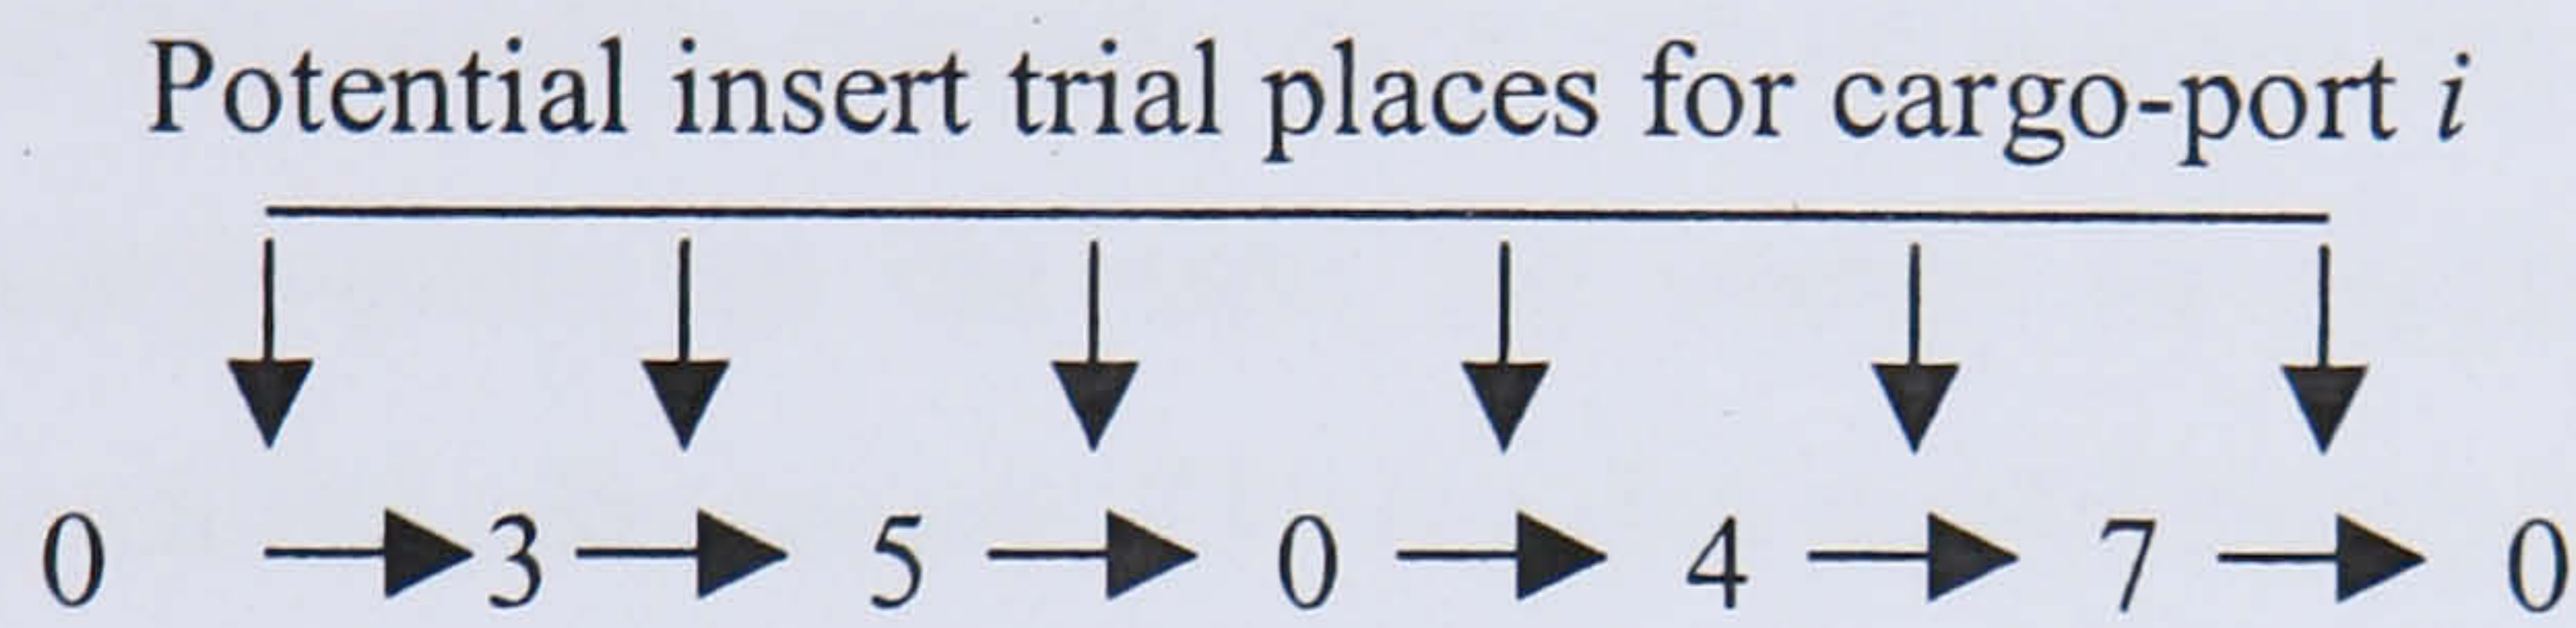 Potential insert trial places for cargo-port i
0 3 5 0 4 7 0